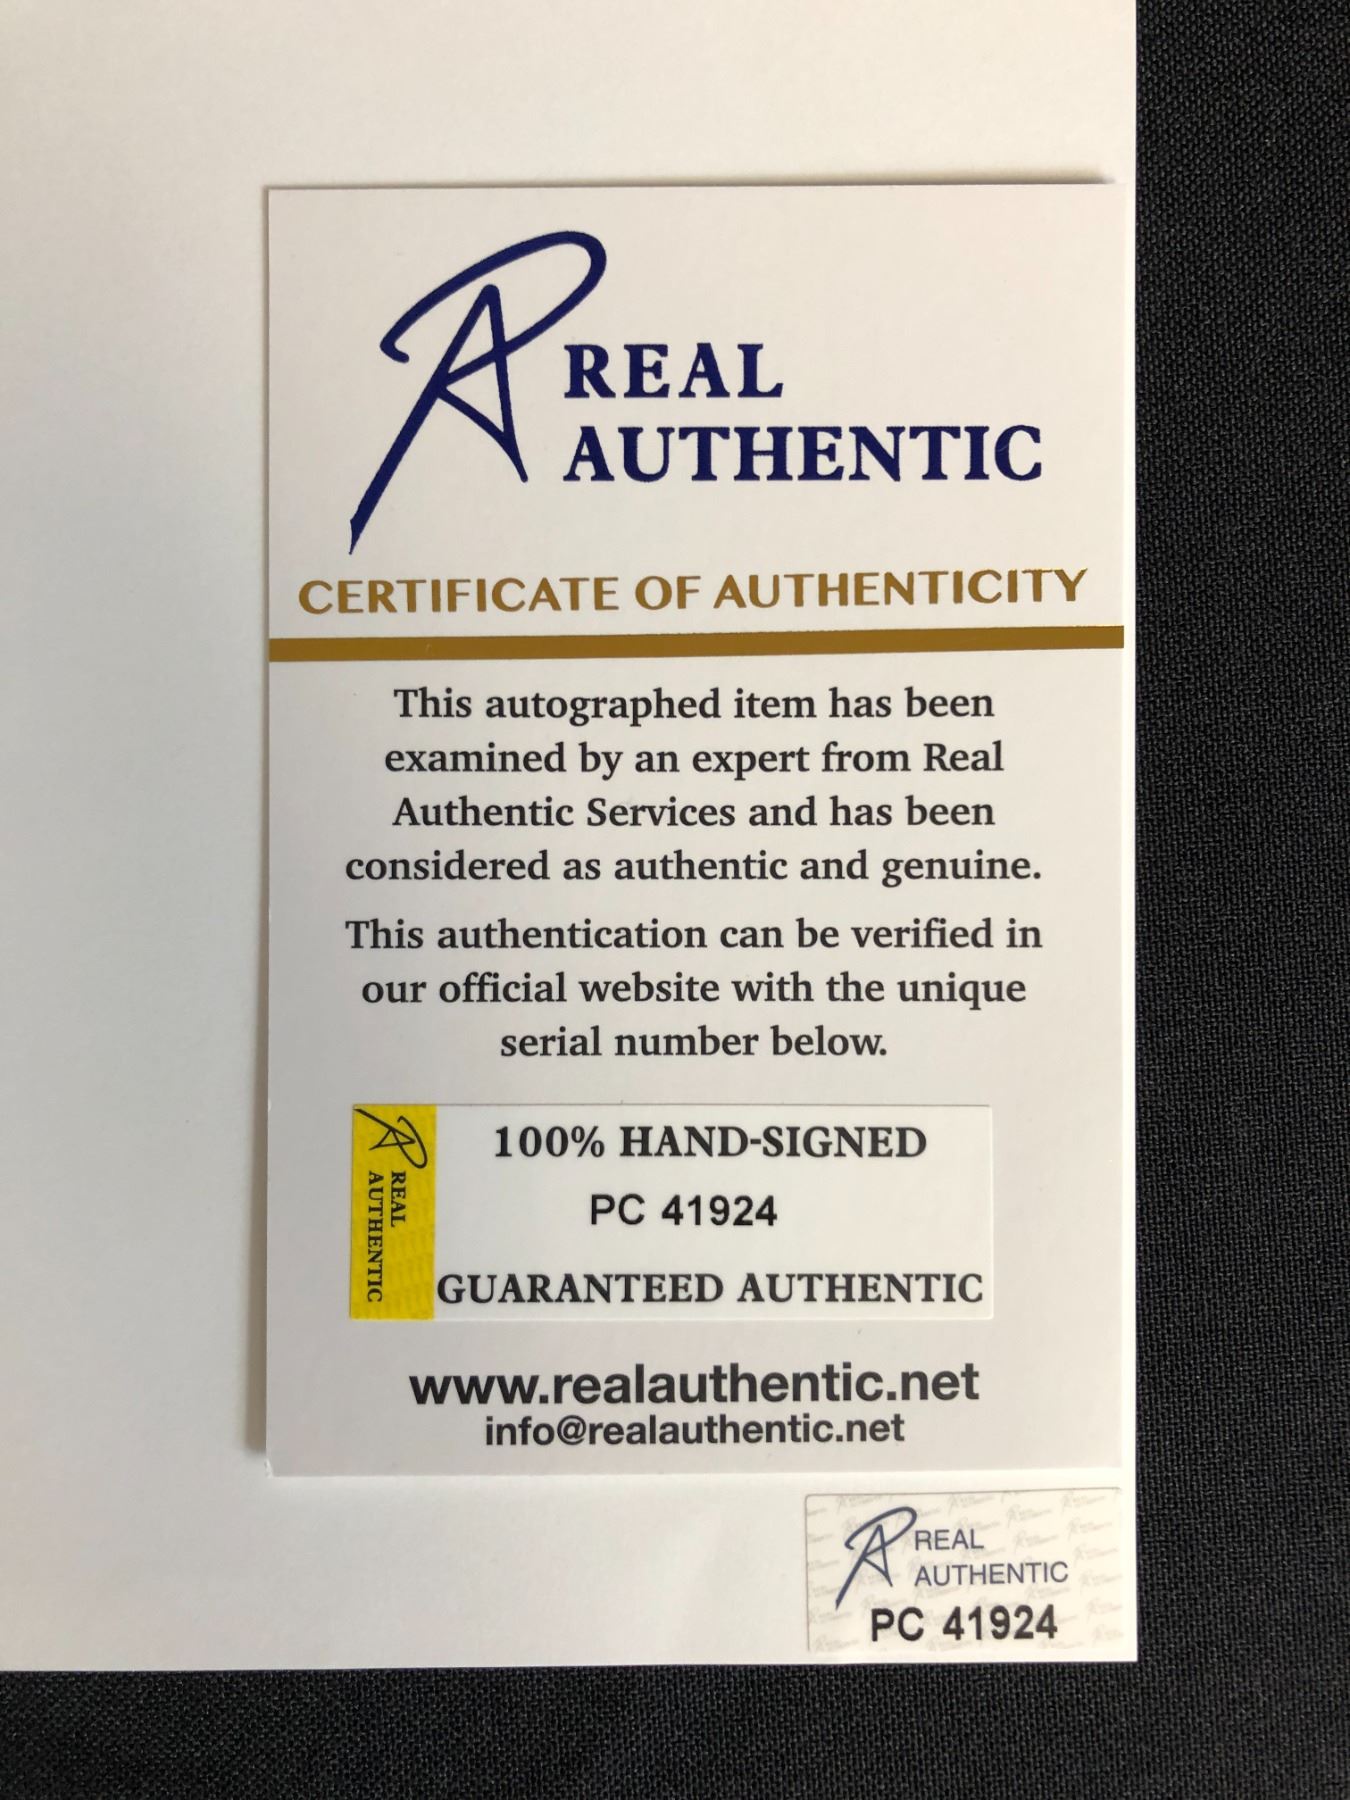 REAL
AUTHENTIC
CERTIFICATE OF AUTHENTICITY
This autographed item has been
examined by an expert from Real
Authentic Services and has been
considered as authentic and genuine.
This authentication can be verified in
our official website with the unique
serial number below.
REAL
AUTHENTIC
100% HAND-SIGNED
PC 41924
GUARANTEED AUTHENTIC
www.realauthentic.net
info@realauthentic.net
REAL
AUTHENTIC
PC 41924